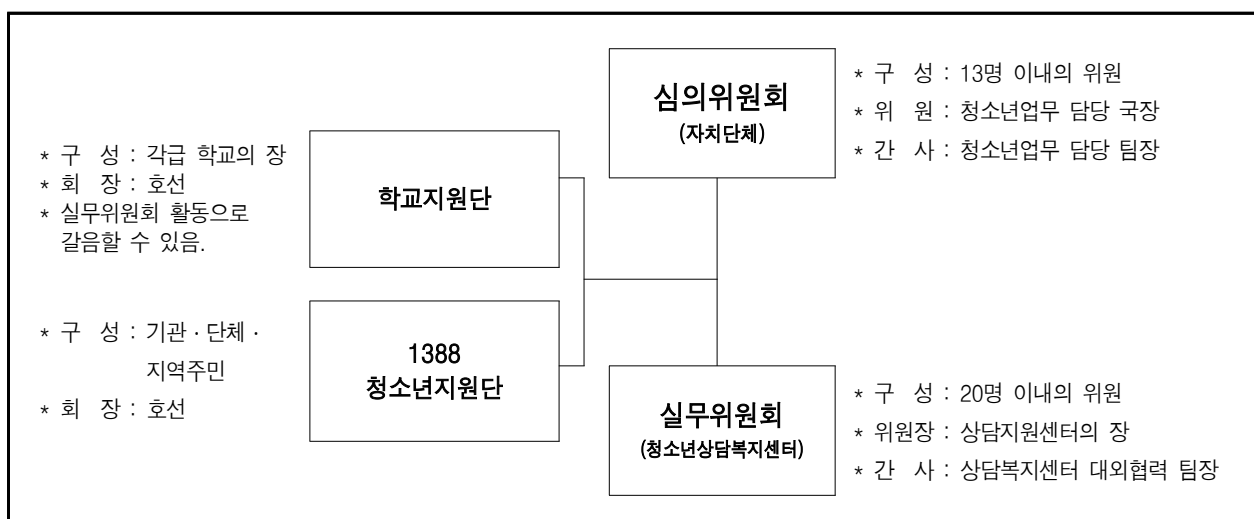 심의위원회
(자치단체)
* 구 성 : 13명 이내의 위원
* 위 원 : 청소년업무 담당 국장
* 간 사 : 청소년업무 담당 팀장
* 구 성 : 각급 학교의 장
* 회 장 : 호선
* 실무위원회 활동으로
갈음할 수 있음.
학교지원단
* 구 성 : 기관 · 단체 ·
지역주민
* 회 장 : 호선
1388
청소년지원단
실무위원회
(청소년상담복지센터)
* 구 성 : 20명 이내의 위원
* 위원장 : 상담지원센터의 장
* 간 사 : 상담복지센터 대외협력 팀장